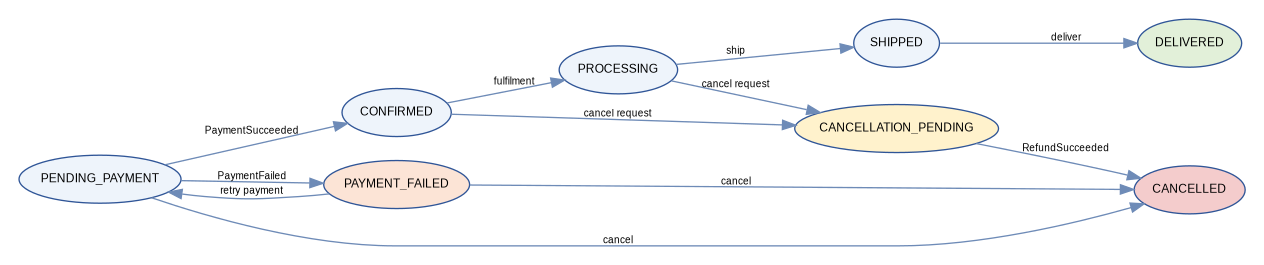 ship
SHIPPED
deliver
DELIVERED
PROCESSING
fulfilment
cancel request
CONFIRMED
cancel request
PaymentSucceeded
CANCELLATION_PENDING
RefundSucceeded
PENDING_PAYMENT
PaymentFailed
retry payment
PAYMENT_FAILED
cancel
CANCELLED
cancel